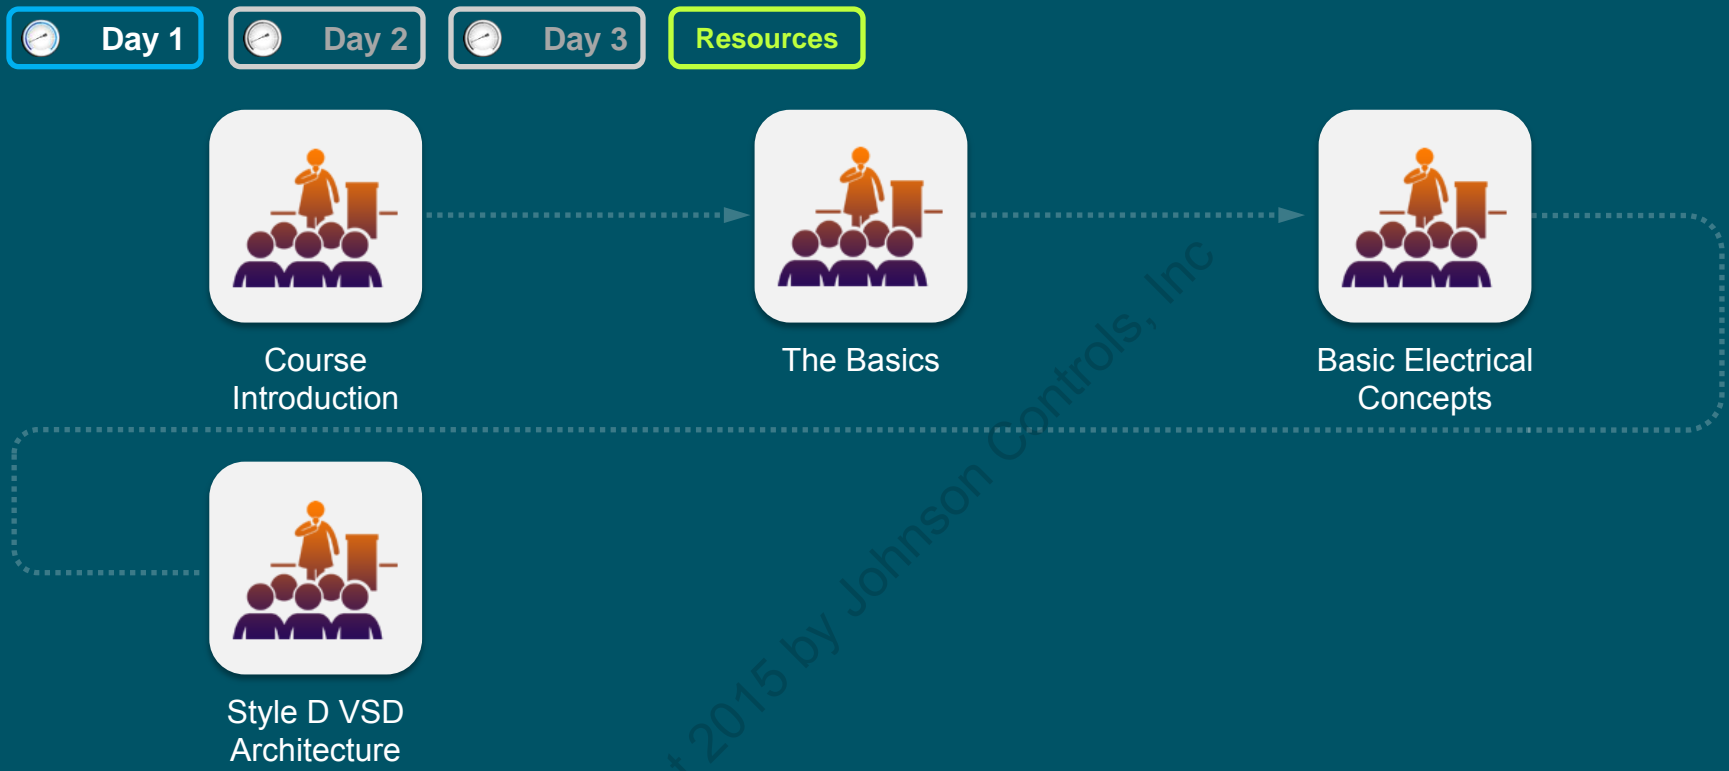 Day 1
Day 2
Day 3
Resources
Course
Introduction
The Basics
Basic Electrical
Concepts
Style D VSD
Architecture
2015 by Johnson Controls, Inc